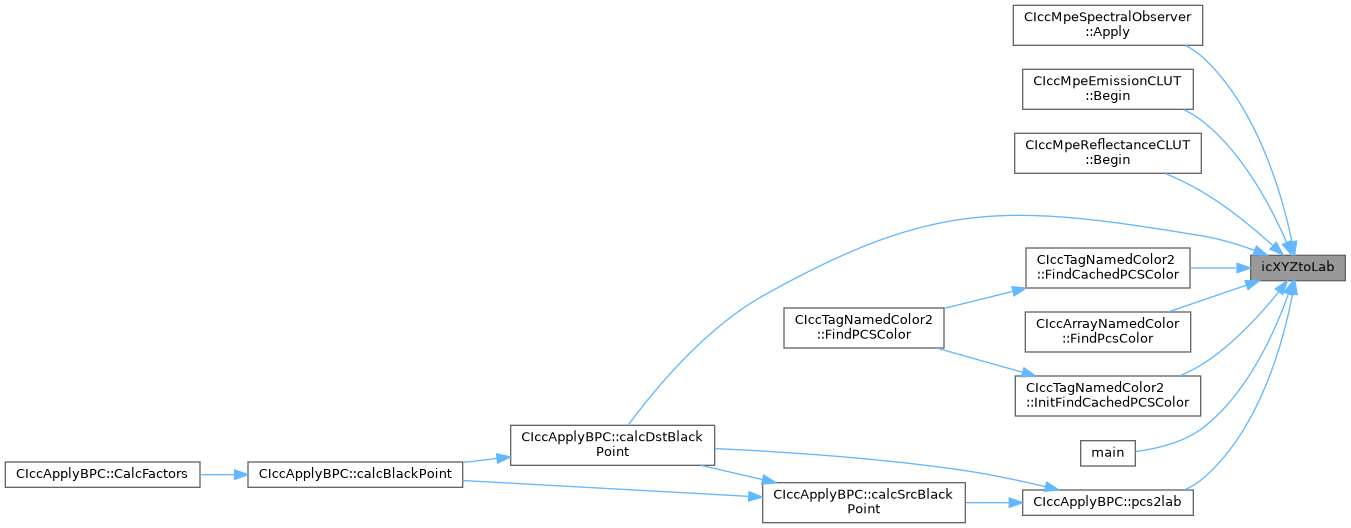 CIccMpeSpectralObserver
::Apply
CIccMpeEmissionCLUT
::Begin
CIccMpeReflectanceCLUT
::Begin
icXYZtoLab
CIccTagNamedColor2
::FindCachedPCSColor
CIccTagNamedColor2
::FindPCSColor
CIccArrayNamedColor
::FindPcsColor
CIccTagNamedColor2
::InitFindCachedPCSColor
CIccApplyBPC::calcDstBlack
Point
main
CIccApplyBPC::CalcFactors
CIccApplyBPC::calcBlackPoint
CIccApplyBPC::calcSrcBlack
Point
CIccApplyBPC::pcs2lab